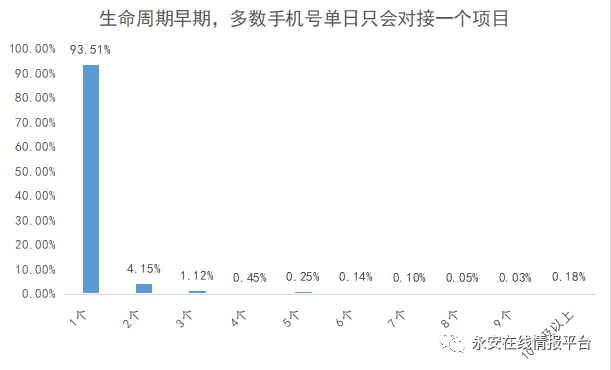 生命周期早期，多数手机号单日只会对接一个项目
100.00%
90.00%
80.00%
70.00%
60.00%
50.00%
40.00%
30.00%
20.00%
10.00%
0.00%
93.51%
4.15%
1.12%
0.45%
0.25%
0.14%
0.10%
0.05%
0.03%
0.18%
1个
2个
3个
4个
5个
6个
7个
8个
9个
10个及以上
永安在线情报平台